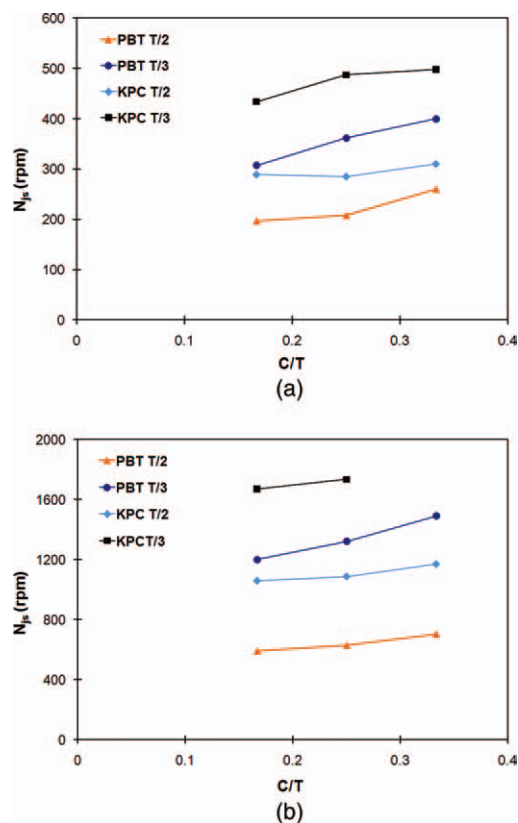 600
500
400
300
200
100
0
N_js (rpm)
PBT T/2
PBT T/3
KPC T/2
KPC T/3
0 0.1 0.2 0.3 0.4
C/T
(a)
2000
1600
1200
800
400
0
N_js (rpm)
PBT T/2
PBT T/3
KPC T/2
KPCT/3
0 0.1 0.2 0.3 0.4
C/T
(b)